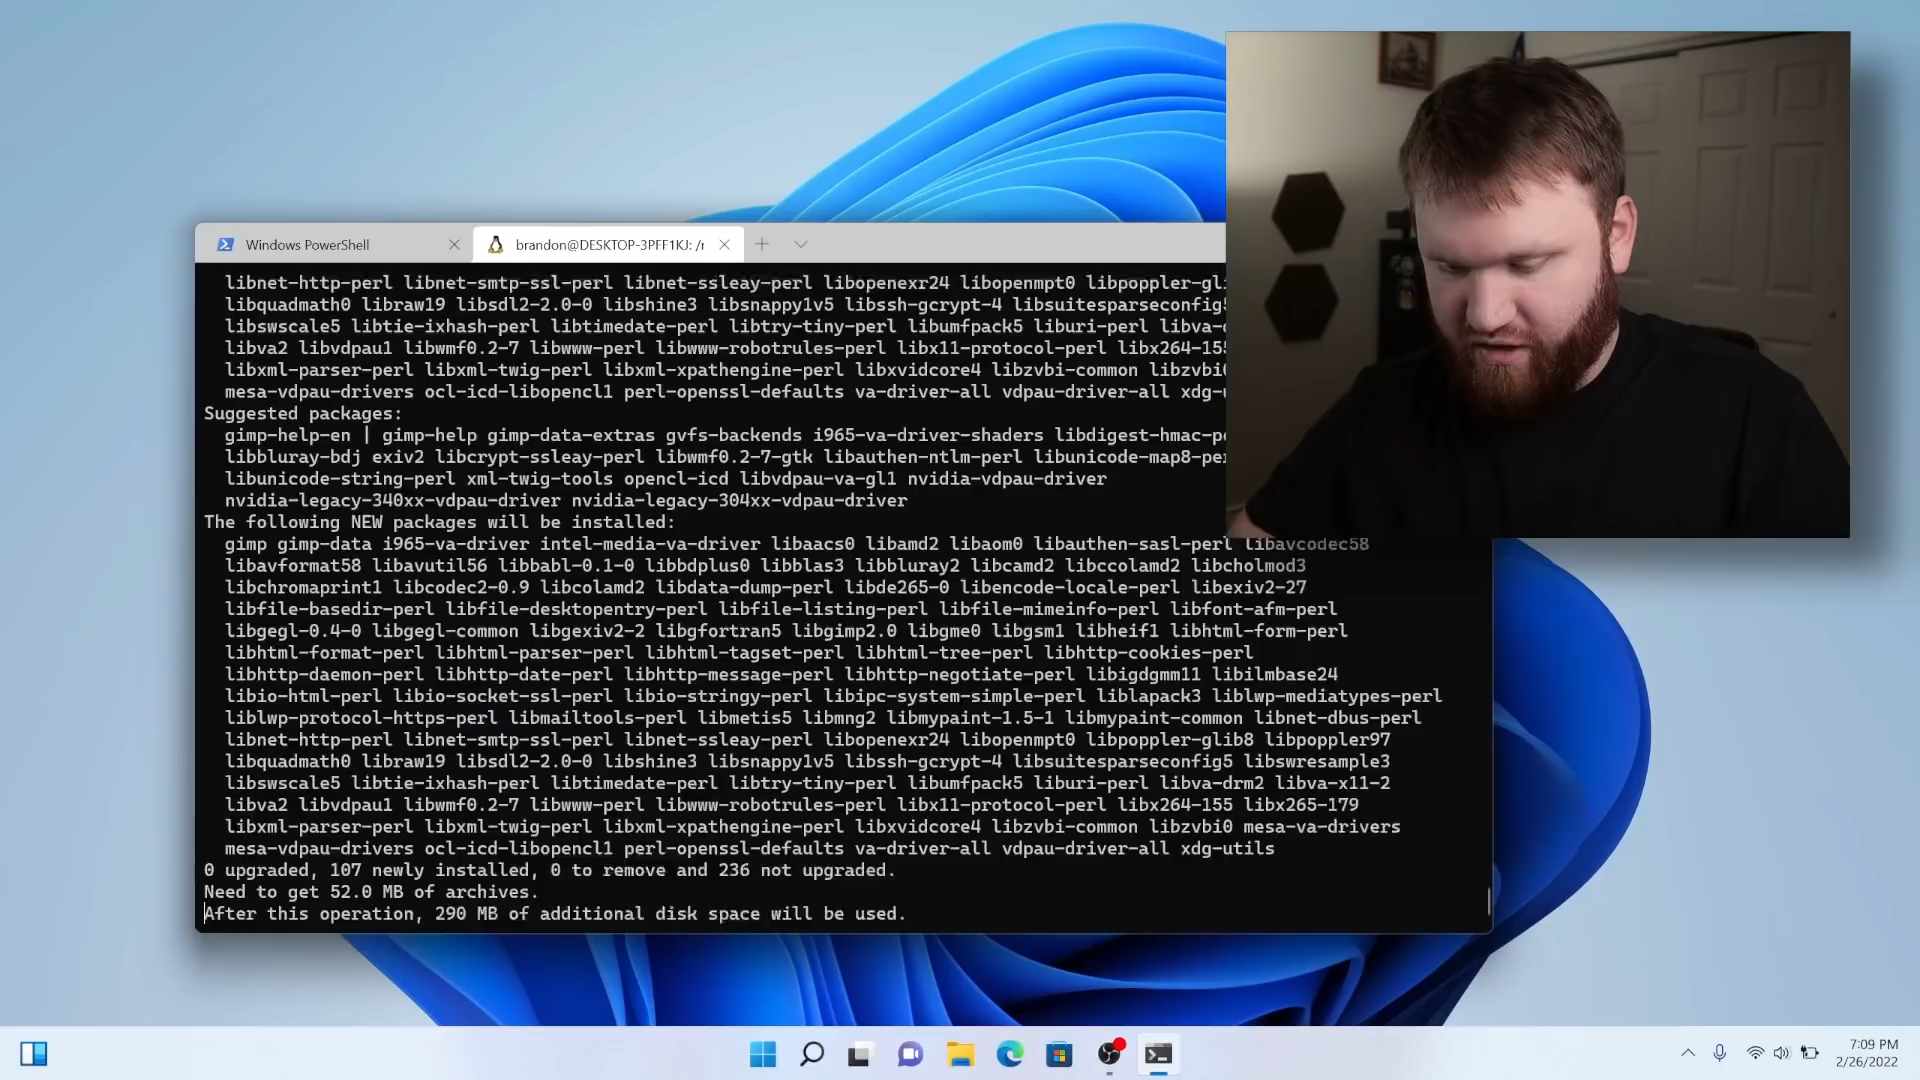 Windows PowerShell
brandon@DESKTOP-3PFF1KJ: /r
libnet-http-perl libnet-smtp-ssl-perl libnet-ssleay-perl libopenexr24 libopenmpt0 libpoppler-gli
libquadmath0 libraw19 libsdl2-2.0-0 libshine3 libsnappy1v5 libssh-gcrypt-4 libsuitesparseconfig5
libswscale5 libtie-ixhash-perl libtimedate-perl libtry-tiny-perl libumfpack5 liburi-perl libva-d
libva2 libvdpau1 libwmf0.2-7 libwww-perl libwww-robotrules-perl libx11-protocol-perl libx264-155
libxml-parser-perl libxml-twig-perl libxml-xpathengine-perl libxvidcore4 libzvbi-common libzvbi0
mesa-vdpau-drivers ocl-icd-libopencl1 perl-openssl-defaults va-driver-all vdpau-driver-all xdg-u
Suggested packages:
gimp-help-en | gimp-help gimp-data-extras gvfs-backends i965-va-driver-shaders libdigest-hmac-pe
libbluray-bdj exiv2 libcrypt-ssleay-perl libwmf0.2-7-gtk libauthen-ntlm-perl libunicode-map8-per
libunicode-string-perl xml-twig-tools opencl-icd libvdpau-va-gl1 nvidia-vdpau-driver
nvidia-legacy-340xx-vdpau-driver nvidia-legacy-304xx-vdpau-driver
The following NEW packages will be installed:
gimp gimp-data i965-va-driver intel-media-va-driver libaacs0 libamd2 libaom0 libauthen-sasl-perl libavcodec58
libavformat58 libavutil56 libbabl-0.1-0 libbdplus0 libblas3 libbluray2 libcamd2 libccolamd2 libcholmod3
libchromaprint1 libcodec2-0.9 libcolamd2 libdata-dump-perl libde265-0 libencode-locale-perl libexiv2-27
libfile-basedir-perl libfile-desktopentry-perl libfile-listing-perl libfile-mimeinfo-perl libfont-afm-perl
libgegl-0.4-0 libgegl-common libgexiv2-2 libgfortran5 libgimp2.0 libgme0 libgsm1 libheif1 libhtml-form-perl
libhtml-format-perl libhtml-parser-perl libhtml-tagset-perl libhtml-tree-perl libhttp-cookies-perl
libhttp-daemon-perl libhttp-date-perl libhttp-message-perl libhttp-negotiate-perl libigdgmm11 libilmbase24
libio-html-perl libio-socket-ssl-perl libio-stringy-perl libipc-system-simple-perl liblapack3 liblwp-mediatypes-perl
liblwp-protocol-https-perl libmailtools-perl libmetis5 libmng2 libmypaint-1.5-1 libmypaint-common libnet-dbus-perl
libnet-http-perl libnet-smtp-ssl-perl libnet-ssleay-perl libopenexr24 libopenmpt0 libpoppler-glib8 libpoppler97
libquadmath0 libraw19 libsdl2-2.0-0 libshine3 libsnappy1v5 libssh-gcrypt-4 libsuitesparseconfig5 libswresample3
libswscale5 libtie-ixhash-perl libtimedate-perl libtry-tiny-perl libumfpack5 liburi-perl libva-drm2 libva-x11-2
libva2 libvdpau1 libwmf0.2-7 libwww-perl libwww-robotrules-perl libx11-protocol-perl libx264-155 libx265-179
libxml-parser-perl libxml-twig-perl libxml-xpathengine-perl libxvidcore4 libzvbi-common libzvbi0 mesa-va-drivers
mesa-vdpau-drivers ocl-icd-libopencl1 perl-openssl-defaults va-driver-all vdpau-driver-all xdg-utils
0 upgraded, 107 newly installed, 0 to remove and 236 not upgraded.
Need to get 52.0 MB of archives.
After this operation, 290 MB of additional disk space will be used.
7:09 PM
2/26/2022